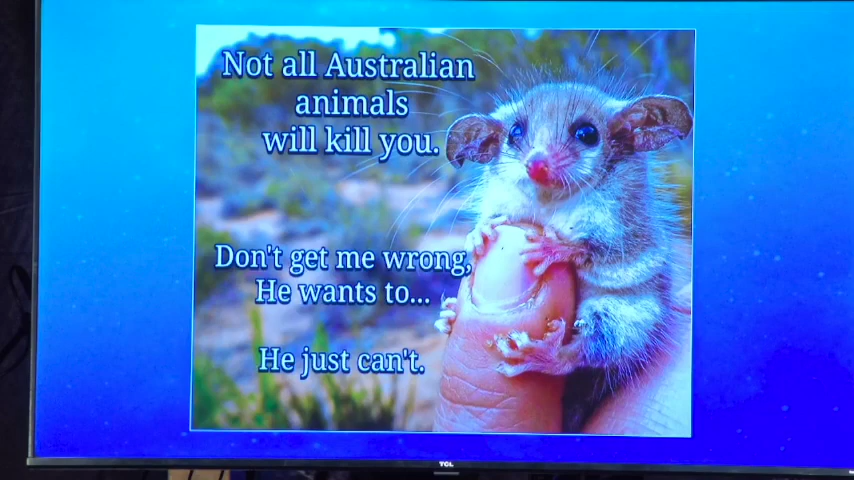 Not all Australian
animals
will kill you.
Don't get me wrong,
He wants to...
He just can't.
TCL